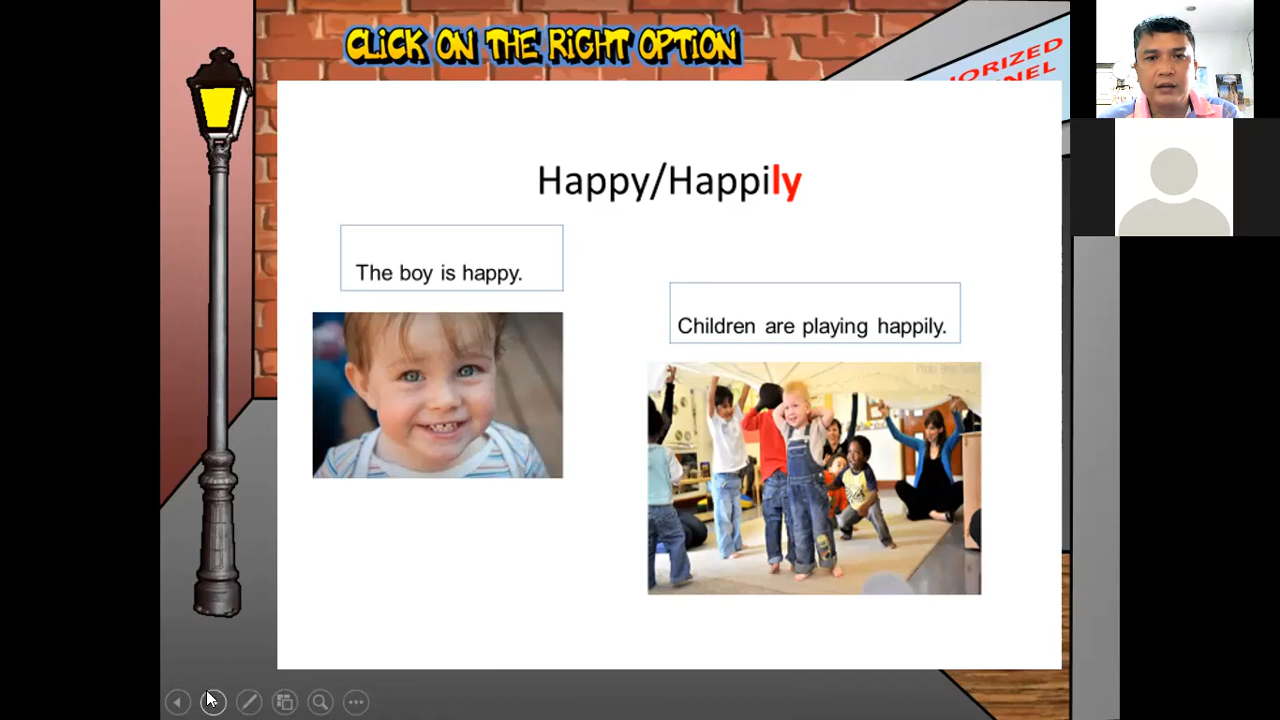 CLICK ON THE RIGHT OPTION
ORIZED
NEL
Happy/Happily
The boy is happy.
Children are playing happily.